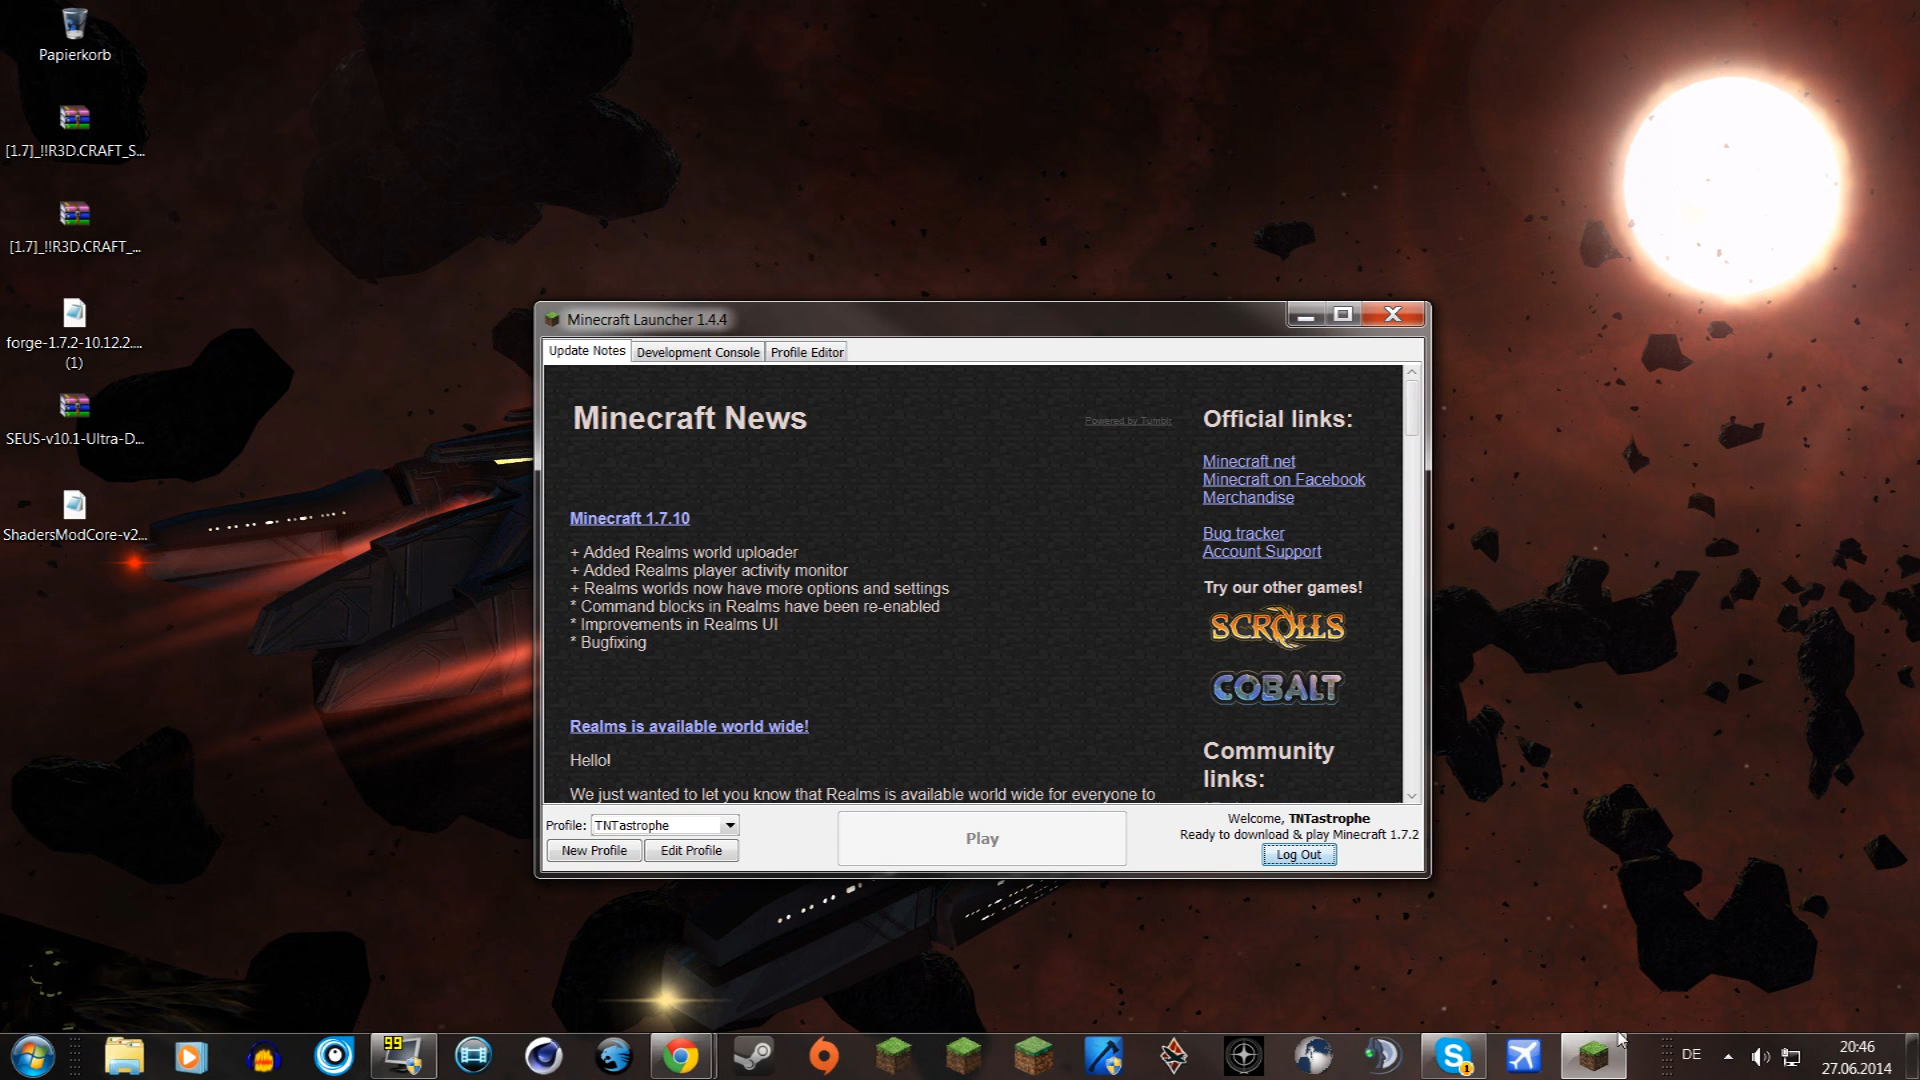 Papierkorb
[1.7]_!!R3D.CRAFT_S...
[1.7]_!!R3D.CRAFT_...
forge-1.7.2-10.12.2....
(1)
SEUS-v10.1-Ultra-D...
ShadersModCore-v2...
Minecraft Launcher 1.4.4
Update Notes
Development Console
Profile Editor
Minecraft News
Powered by Tumblr
Minecraft 1.7.10
+ Added Realms world uploader
+ Added Realms player activity monitor
+ Realms worlds now have more options and settings
* Command blocks in Realms have been re-enabled
* Improvements in Realms UI
* Bugfixing
Realms is available world wide!
Hello!
We just wanted to let you know that Realms is available world wide for everyone to
Official links:
Minecraft.net
Minecraft on Facebook
Merchandise
Bug tracker
Account Support
Try our other games!
SCROLLS
COBALT
Community
links:
Profile: TNTastrophe
New Profile
Edit Profile
Play
Welcome, TNTastrophe
Ready to download & play Minecraft 1.7.2
Log Out
99
S
1
DE
20:46
27.06.2014